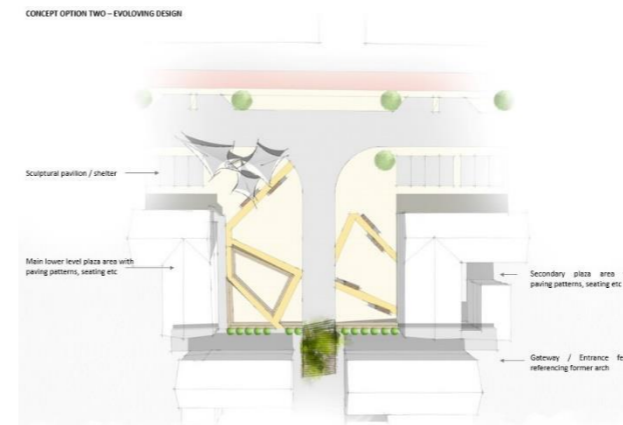 CONCEPT OPTION TWO – EVOLOVING DESIGN
Sculptural pavilion / shelter
Main lower level plaza area with
paving patterns, seating etc
Secondary plaza area
paving patterns, seating etc
Gateway / Entrance fe
referencing former arch